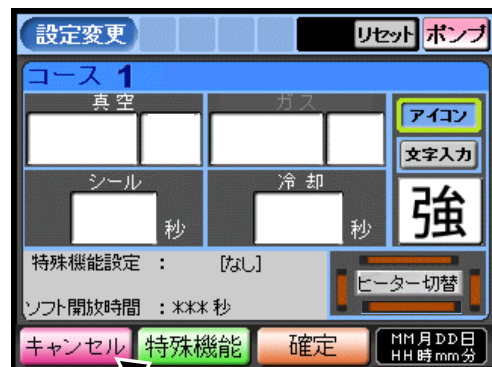 設定変更 リセット ポンプ
コース 1
真空 ガス
アイコン
文字入力
シール 冷却
秒 秒
強
特殊機能設定 : [なし]
ヒーター切替
ソフト開放時間 : *** 秒
キャンセル 特殊機能 確定 MM月DD日
HH時mm分